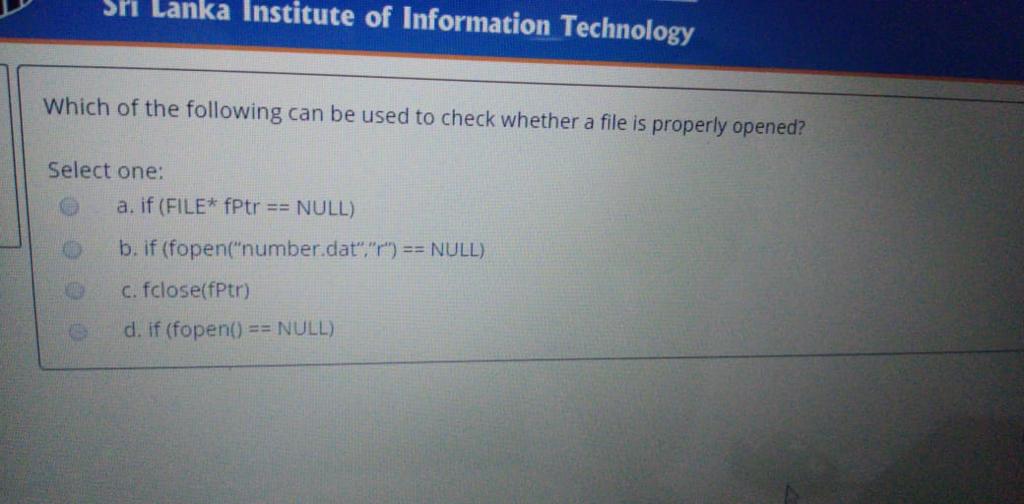 Sri Lanka Institute of Information Technology
Which of the following can be used to check whether a file is properly opened?
Select one:
a. if (FILE* fPtr == NULL)
b. if (fopen("number.dat","r") == NULL)
c. fclose(fPtr)
d. if (fopen() == NULL)